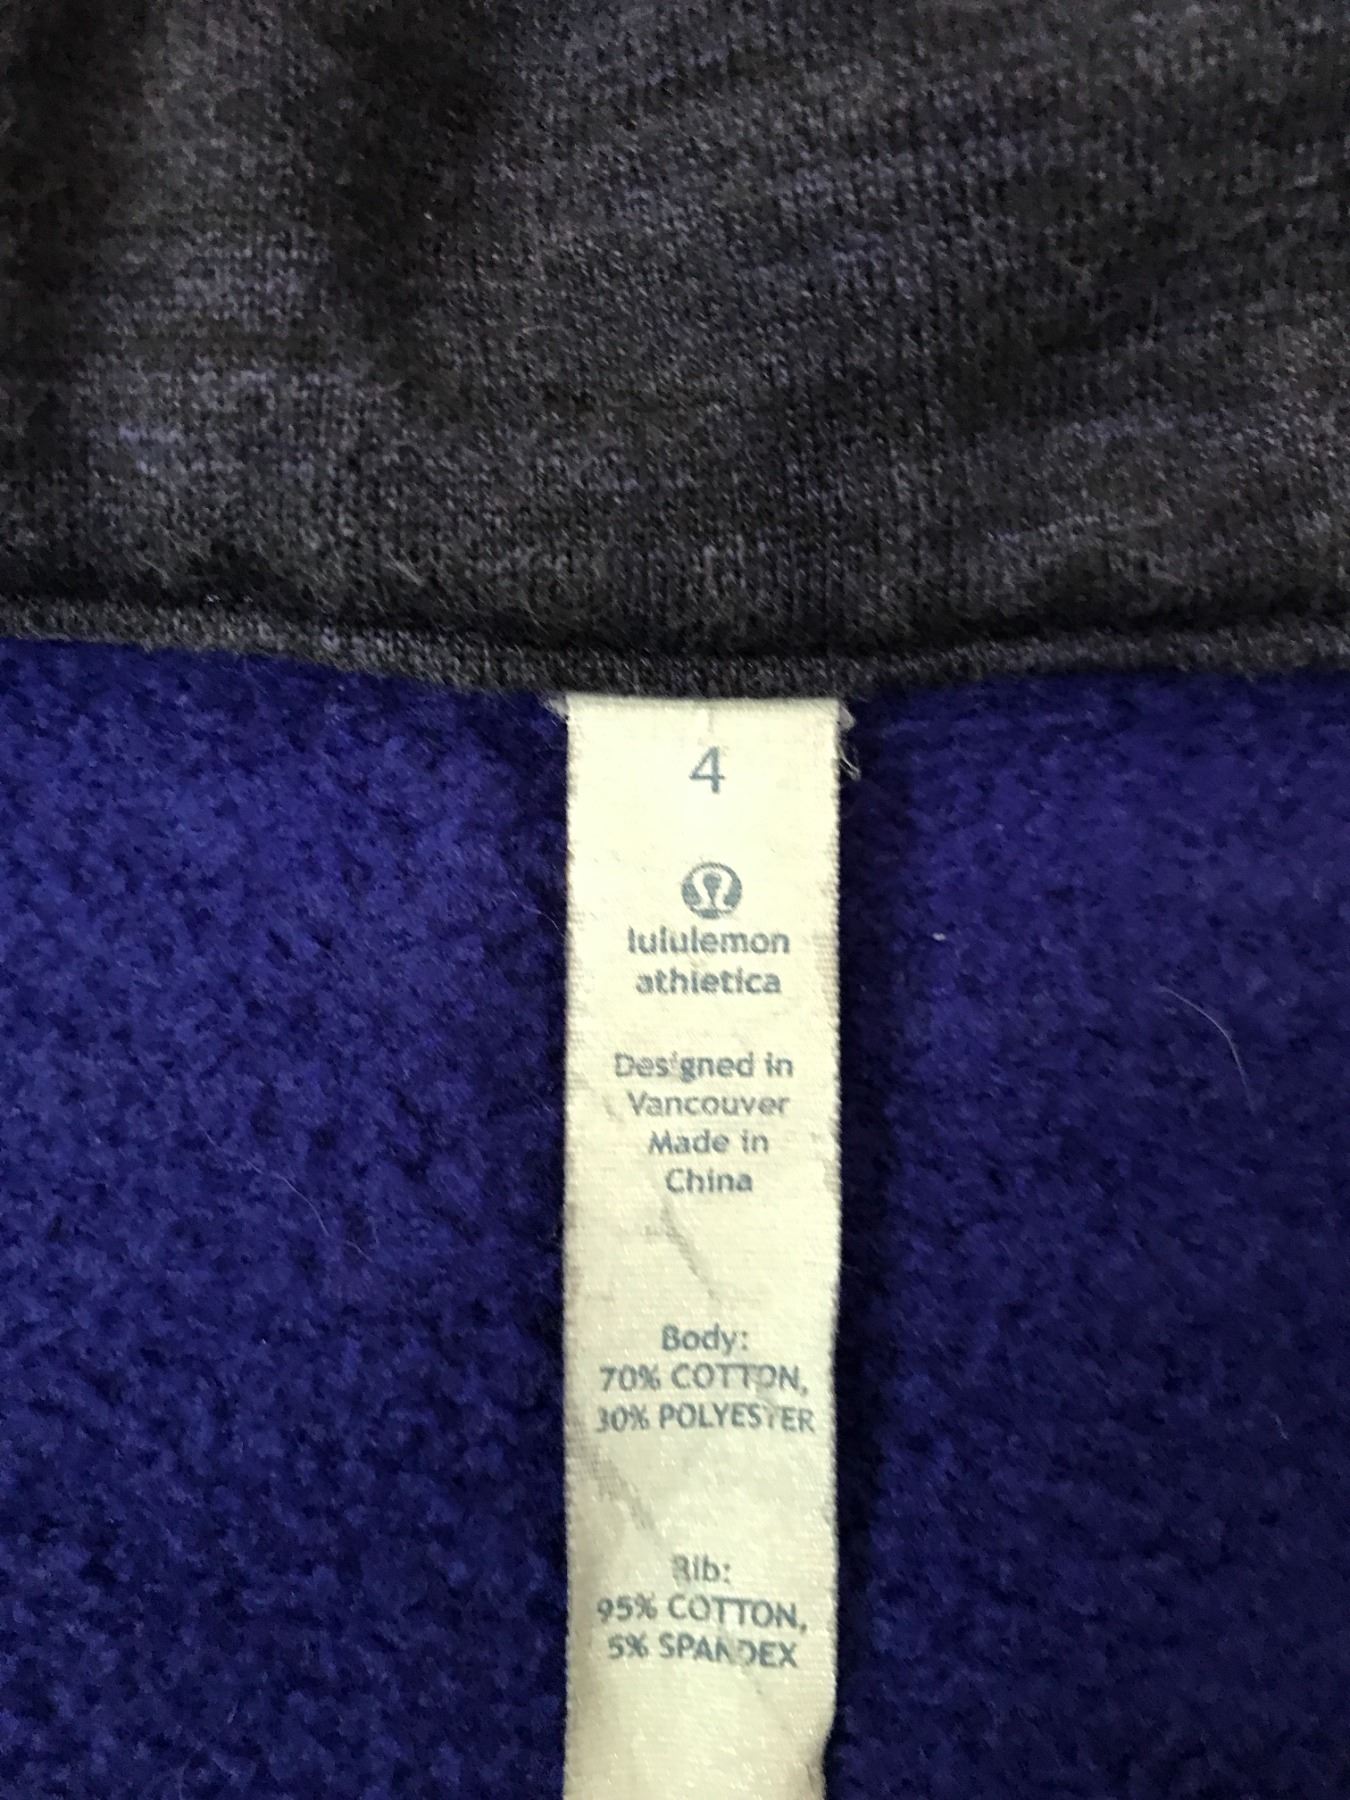 4
lululemon
athletica
Designed in
Vancouver
Made in
China
Body:
70% COTTON,
30% POLYESTER
Rib:
95% COTTON,
5% SPANDEX